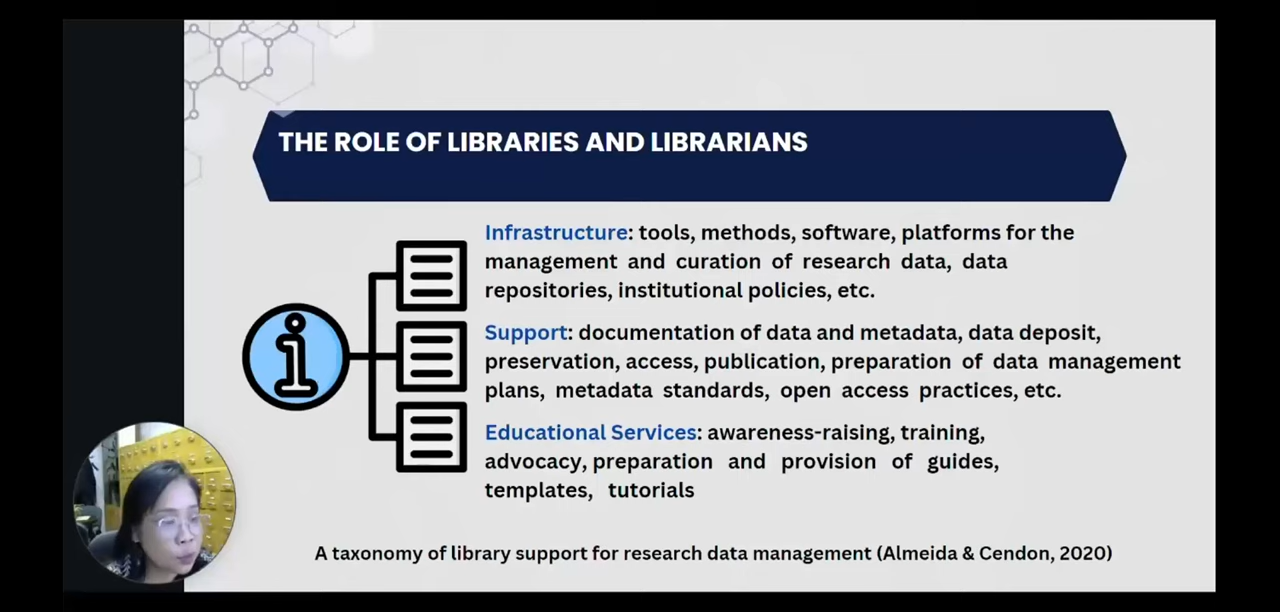 THE ROLE OF LIBRARIES AND LIBRARIANS
Infrastructure: tools, methods, software, platforms for the
management and curation of research data, data
repositories, institutional policies, etc.
Support: documentation of data and metadata, data deposit,
preservation, access, publication, preparation of data management
plans, metadata standards, open access practices, etc.
Educational Services: awareness-raising, training,
advocacy, preparation and provision of guides,
templates, tutorials
A taxonomy of library support for research data management (Almeida & Cendon, 2020)